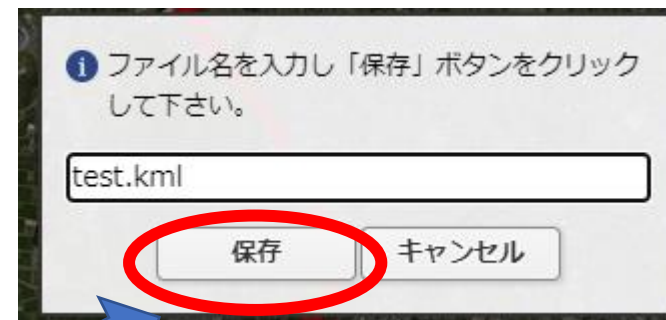 ファイル名を入力し「保存」ボタンをクリック
して下さい。
test.kml
保存
キャンセル